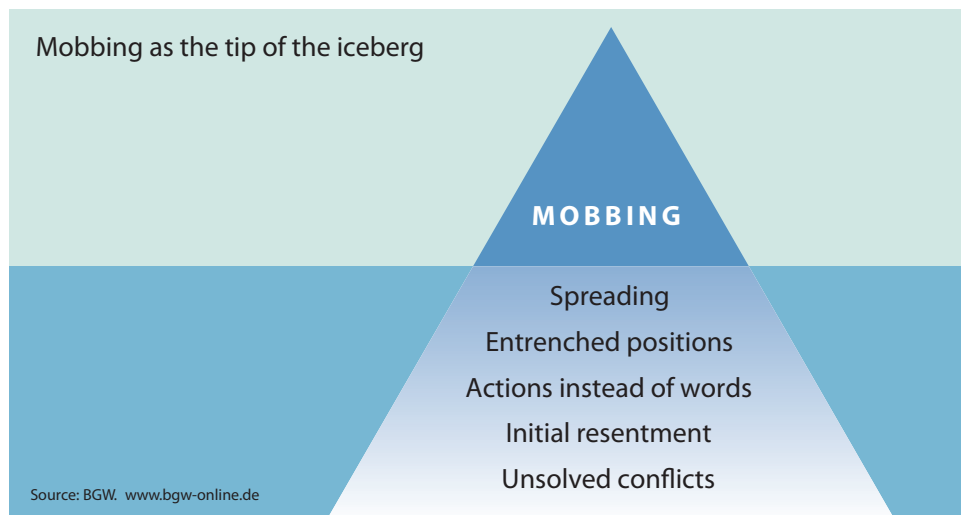 Mobbing as the tip of the iceberg
MOBBING
Spreading
Entrenched positions
Actions instead of words
Initial resentment
Unsolved conflicts
Source: BGW. www.bgw-online.de